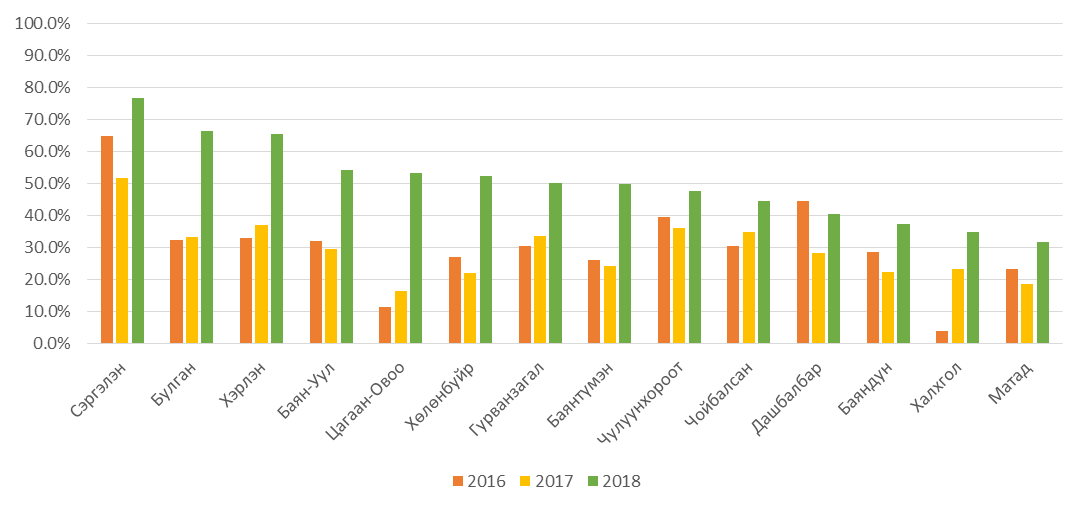 100.0%
90.0%
80.0%
70.0%
60.0%
50.0%
40.0%
30.0%
20.0%
10.0%
0.0%
Сэргэлэн
Булган
Хэрлэн
Баян-Уул
Цагаан-Овоо
Хөлөнбуйр
Гурванзагал
Баянтүмэн
Чулуунхороот
Чойбалсан
Дашбалбар
Баяндун
Халхгол
Матад
2016 2017 2018